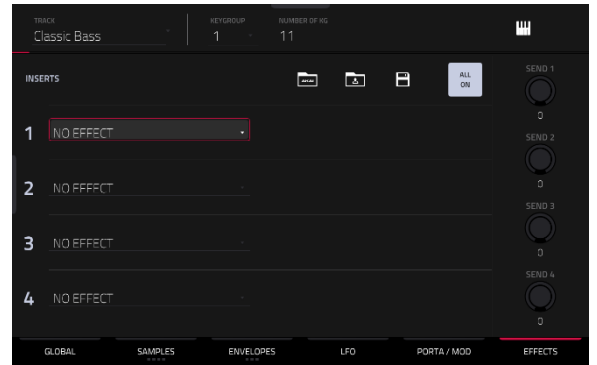 TRACK KEYGROUP NUMBER OF KG
Classic Bass 1 11
INSERTS ALL ON SEND 1
0
1 NO EFFECT SEND 2
2 NO EFFECT 0
SEND 3
3 NO EFFECT 0
SEND 4
4 NO EFFECT 0
GLOBAL SAMPLES ENVELOPES LFO PORTA / MOD EFFECTS